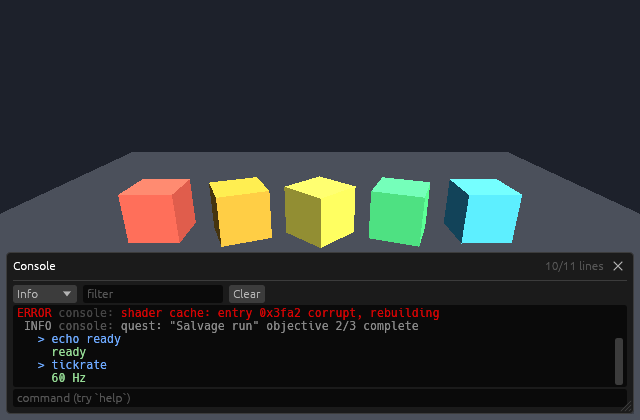 Console
10/11 lines
Info
filter
Clear
ERROR console: shader cache: entry 0x3fa2 corrupt, rebuilding
INFO console: quest: "Salvage run" objective 2/3 complete
> echo ready
ready
> tickrate
60 Hz
command (try `help`)